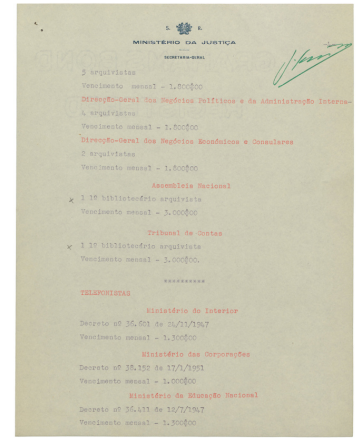 S. E.
MINISTÉRIO DA JUSTIÇA
SECRETARIA-GERAL
3 arquivistas
Vencimento mensal - 1.800$00
Direcção-Geral dos Negócios Políticos e da Administração Interna-
4 arquivistas
Vencimento mensal - 1.800$00
Direcção-Geral dos Negócios Económicos e Consulares
2 arquivistas
Vencimento mensal - 1.800$00
Assembleia Nacional
x 1 1º bibliotecário arquivista
Vencimento mensal - 3.000$00
Tribunal de Contas
x 1 1º bibliotecário arquivista
Vencimento mensal - 3.000$00.
**********
TELEFONISTAS
Ministério do Interior
Decreto nº 36.601 de 24/11/1947
Vencimento mensal - 1.300$00
Ministério das Corporações
Decreto nº 38.152 de 17/1/1951
Vencimento mensal - 1.000$00
Ministério da Educação Nacional
Decreto nº 36.411 de 12/7/1947
Vencimento mensal - 1.300$00